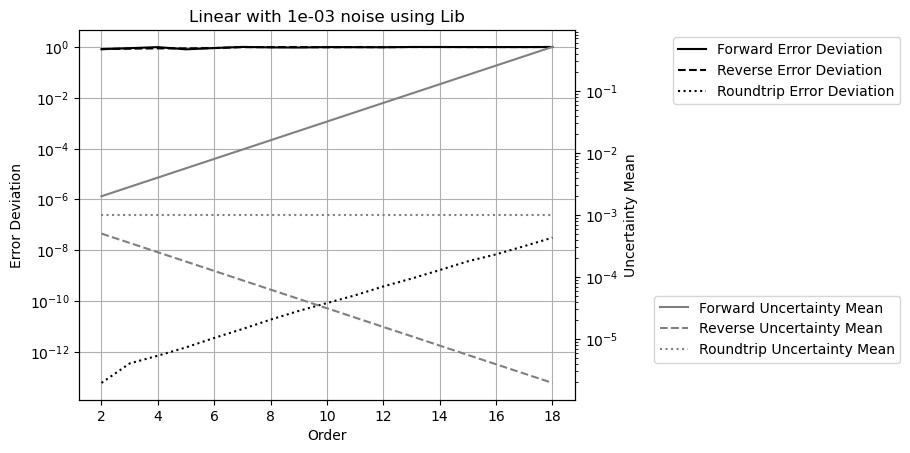 Linear with 1e-03 noise using Lib
10⁰
10⁻²
10⁻⁴
10⁻⁶
10⁻⁸
10⁻¹⁰
10⁻¹²
Error Deviation
2 4 6 8 10 12 14 16 18
Order
10⁻¹
10⁻²
10⁻³
10⁻⁴
10⁻⁵
Uncertainty Mean
Forward Error Deviation
Reverse Error Deviation
Roundtrip Error Deviation
Forward Uncertainty Mean
Reverse Uncertainty Mean
Roundtrip Uncertainty Mean